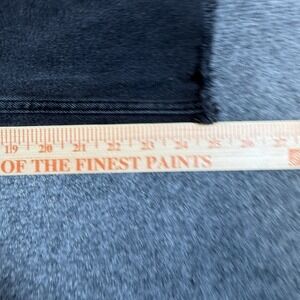 19 20 21 22 23 24 25 26 27
OF THE FINEST PAINTS